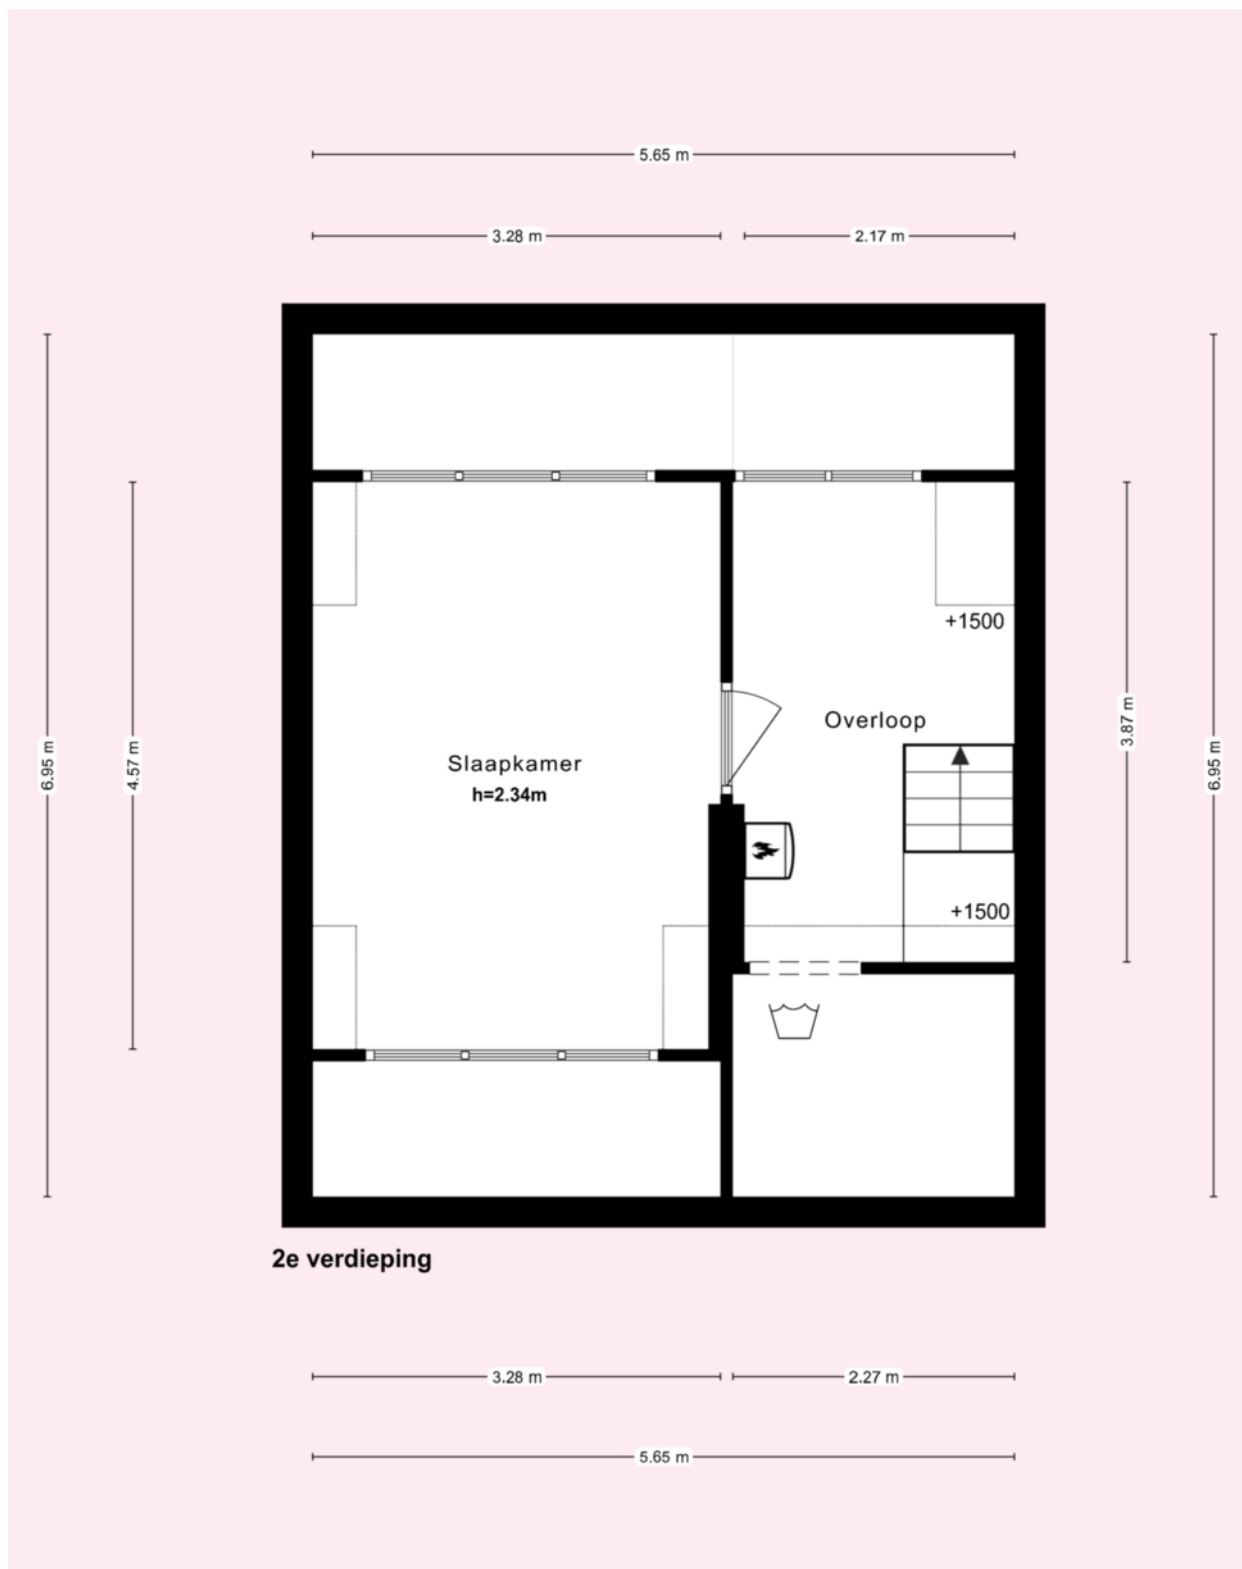 5.65 m
3.28 m
2.17 m
+1500
Overloop
3.87 m
6.95 m
6.95 m
4.57 m
Slaapkamer
h=2.34m
+1500
2e verdieping
3.28 m
2.27 m
5.65 m